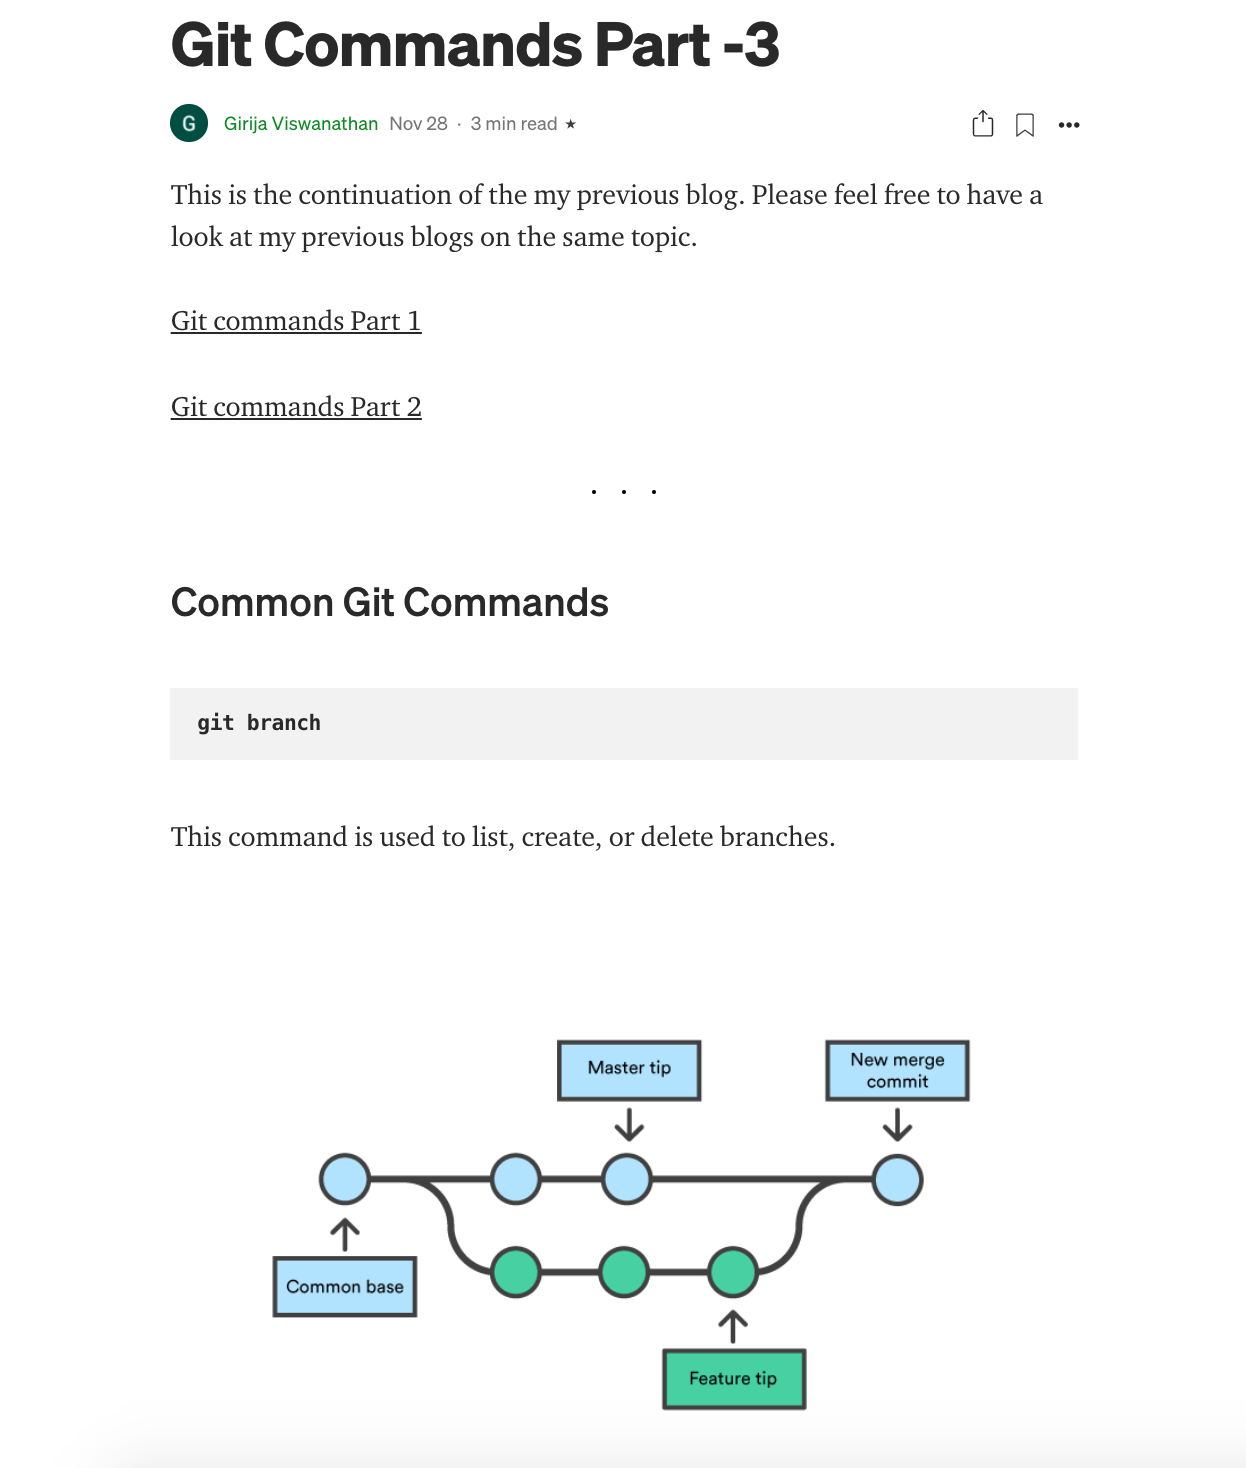 Git Commands Part -3
G Girija Viswanathan Nov 28 · 3 min read ★
This is the continuation of the my previous blog. Please feel free to have a
look at my previous blogs on the same topic.
Git commands Part 1
Git commands Part 2
. . .
Common Git Commands
git branch
This command is used to list, create, or delete branches.
Master tip
New merge
commit
Common base
Feature tip